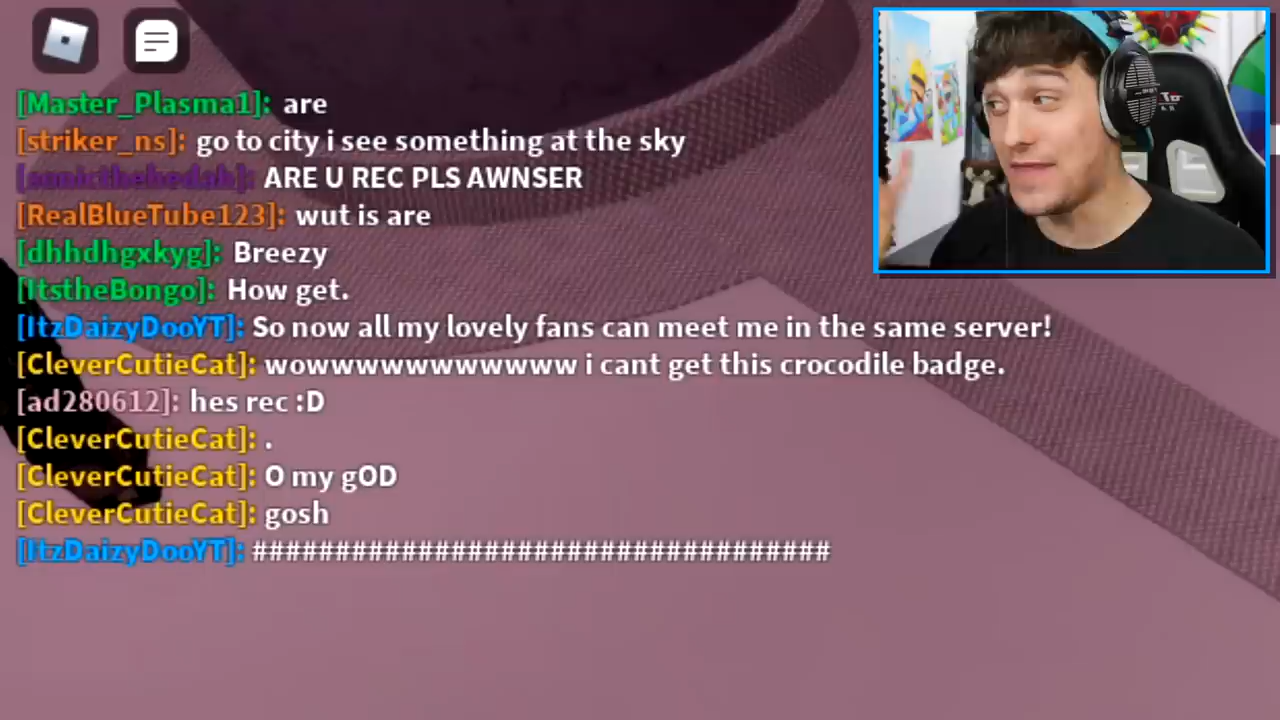 [Master_Plasma1]: are
[striker_ns]: go to city i see something at the sky
[sonicthehedah]: ARE U REC PLS AWNSER
[RealBlueTube123]: wut is are
[dhhdhgxkyg]: Breezy
[ItstheBongo]: How get.
[ItzDaizyDooYT]: So now all my lovely fans can meet me in the same server!
[CleverCutieCat]: wowwwwwwwwwwww i cant get this crocodile badge.
[ad280612]: hes rec :D
[CleverCutieCat]: .
[CleverCutieCat]: O my gOD
[CleverCutieCat]: gosh
[ItzDaizyDooYT]: ###################################